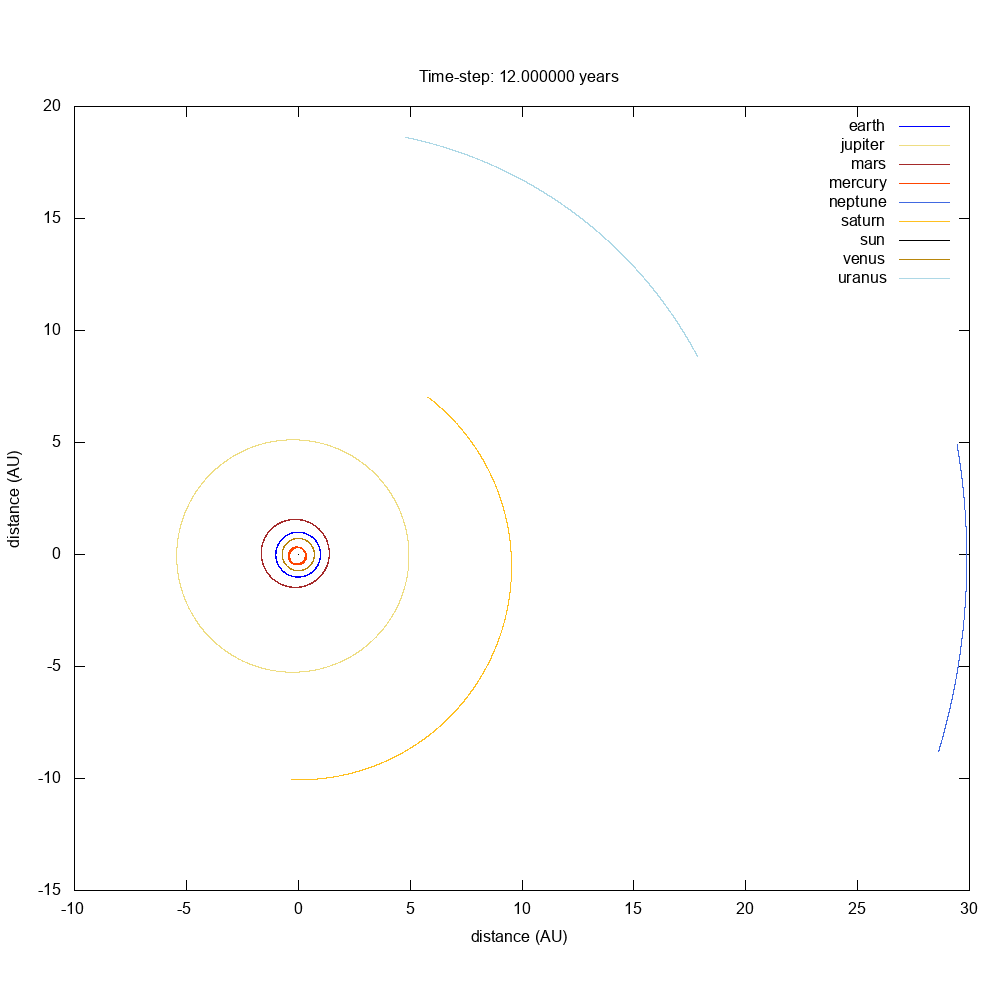 Time-step: 12.000000 years
20
15
10
5
0
-5
-10
-15
-10
-5
0
5
10
15
20
25
30
distance (AU)
distance (AU)
earth
jupiter
mars
mercury
neptune
saturn
sun
venus
uranus